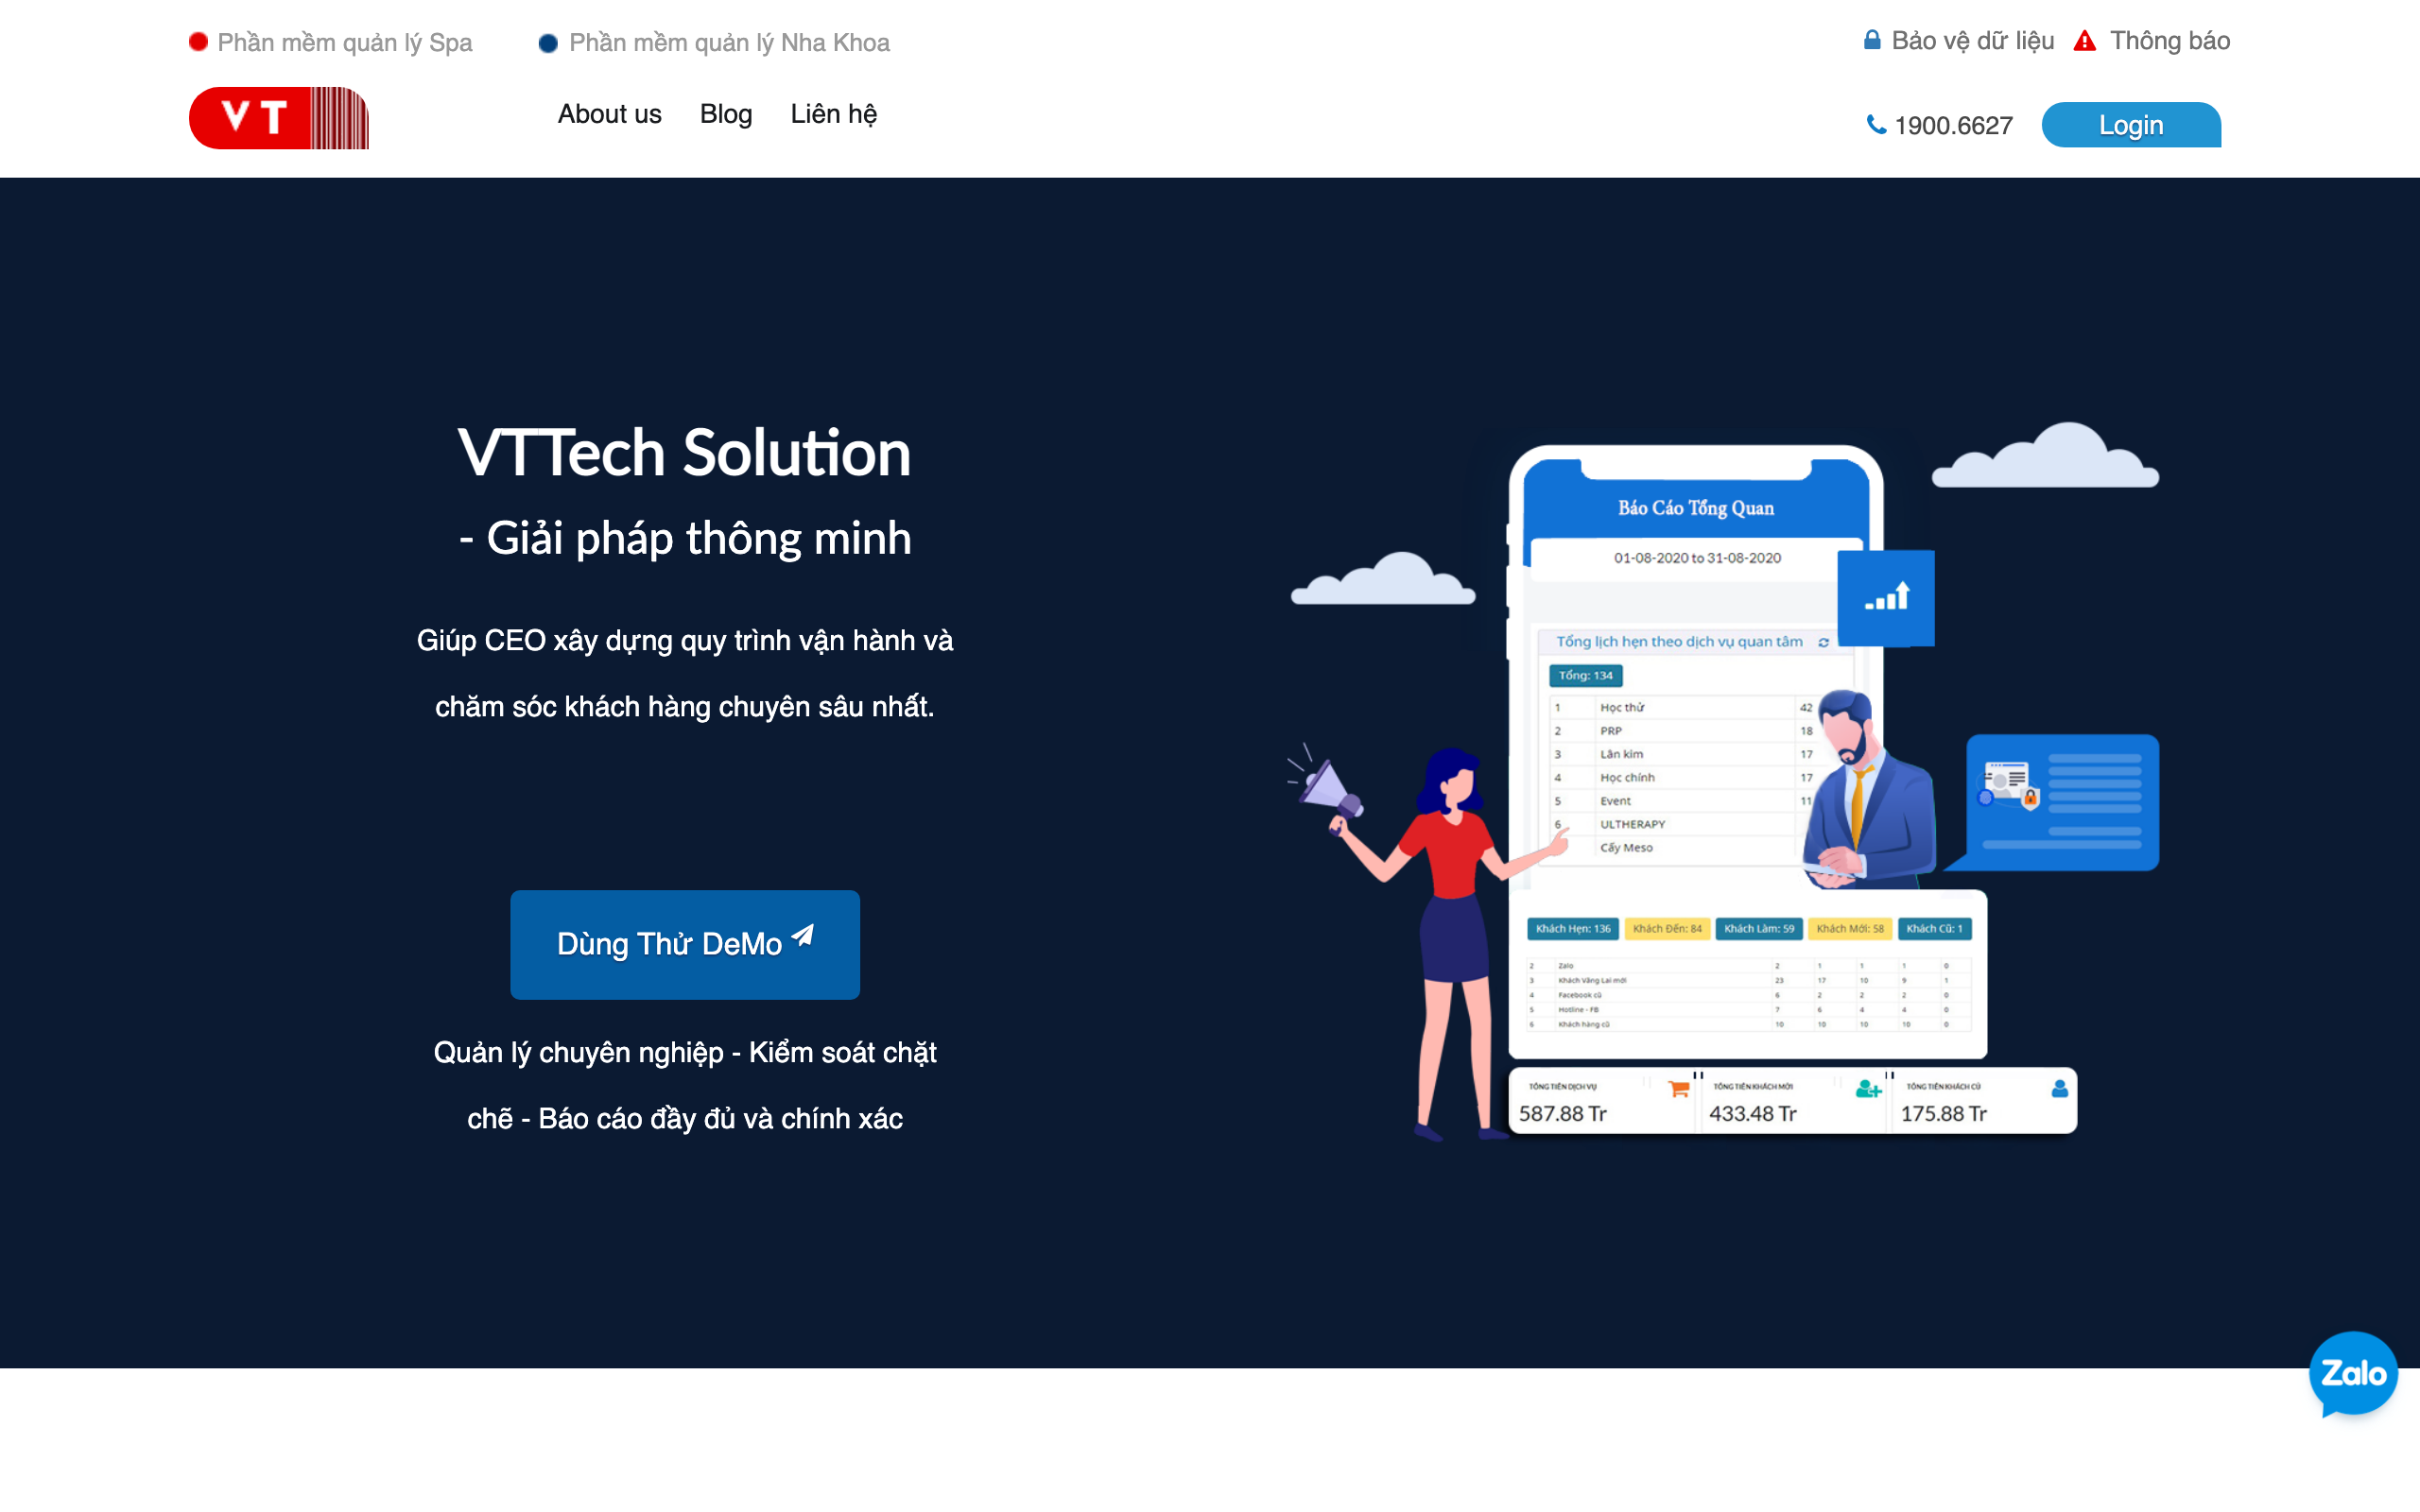 Phần mềm quản lý Spa
Phần mềm quản lý Nha Khoa
Bảo vệ dữ liệu
Thông báo
VT
About us
Blog
Liên hệ
1900.6627
Login
VTTech Solution
- Giải pháp thông minh
Giúp CEO xây dựng quy trình vận hành và
chăm sóc khách hàng chuyên sâu nhất.
Dùng Thử DeMo
Quản lý chuyên nghiệp - Kiểm soát chặt
chẽ - Báo cáo đầy đủ và chính xác
Báo Cáo Tổng Quan
01-08-2020 to 31-08-2020
Tổng lịch hẹn theo dịch vụ quan tâm
Tổng: 134
1 Học thử 42
2 PRP 18
3 Lăn kim 17
4 Học chính 17
5 Event 11
6 ULTHERAPY
Cấy Meso
Khách Hẹn: 136 Khách Đến: 84 Khách Làm: 59 Khách Mới: 58 Khách Cũ: 1
2 Zalo 2 1 1 1 0
3 Khách Vãng Lai mới 23 17 10 9 1
4 Facebook cũ 6 2 2 2 0
5 Hotline - FB 7 6 4 4 0
6 Khách hàng cũ 10 10 10 10 0
TỔNG TIỀN DỊCH VỤ
587.88 Tr
TỔNG TIỀN KHÁCH MỚI
433.48 Tr
TỔNG TIỀN KHÁCH CŨ
175.88 Tr
Zalo